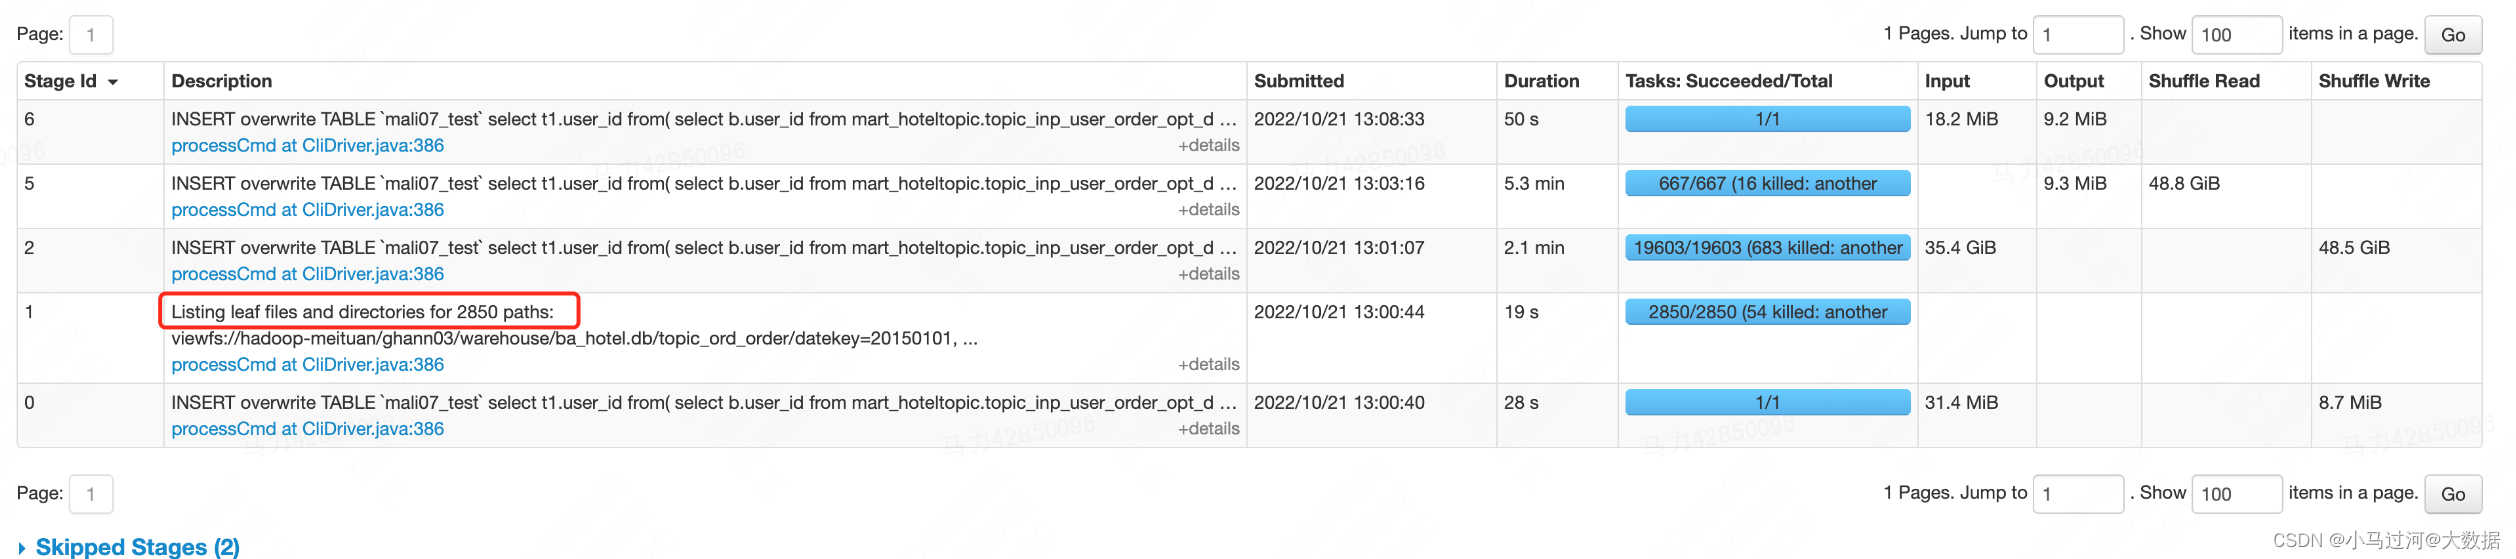 Page: 1 1 Pages. Jump to 1 . Show 100 items in a page. Go
Stage Id Description Submitted Duration Tasks: Succeeded/Total Input Output Shuffle Read Shuffle Write
6 INSERT overwrite TABLE `mali07_test` select t1.user_id from( select b.user_id from mart_hoteltopic.topic_inp_user_order_opt_d ... 2022/10/21 13:08:33 50 s 1/1 18.2 MiB 9.2 MiB
processCmd at CliDriver.java:386 +details
5 INSERT overwrite TABLE `mali07_test` select t1.user_id from( select b.user_id from mart_hoteltopic.topic_inp_user_order_opt_d ... 2022/10/21 13:03:16 5.3 min 667/667 (16 killed: another 9.3 MiB 48.8 GiB
processCmd at CliDriver.java:386 +details
2 INSERT overwrite TABLE `mali07_test` select t1.user_id from( select b.user_id from mart_hoteltopic.topic_inp_user_order_opt_d ... 2022/10/21 13:01:07 2.1 min 19603/19603 (683 killed: another 35.4 GiB 48.5 GiB
processCmd at CliDriver.java:386 +details
1 Listing leaf files and directories for 2850 paths: 2022/10/21 13:00:44 19 s 2850/2850 (54 killed: another
viewfs://hadoop-meituan/ghann03/warehouse/ba_hotel.db/topic_ord_order/datekey=20150101, ...
processCmd at CliDriver.java:386 +details
0 INSERT overwrite TABLE `mali07_test` select t1.user_id from( select b.user_id from mart_hoteltopic.topic_inp_user_order_opt_d ... 2022/10/21 13:00:40 28 s 1/1 31.4 MiB 8.7 MiB
processCmd at CliDriver.java:386 +details
马力42850096
Page: 1 1 Pages. Jump to 1 . Show 100 items in a page. Go
Skipped Stages (2)
CSDN @小马过河@大数据